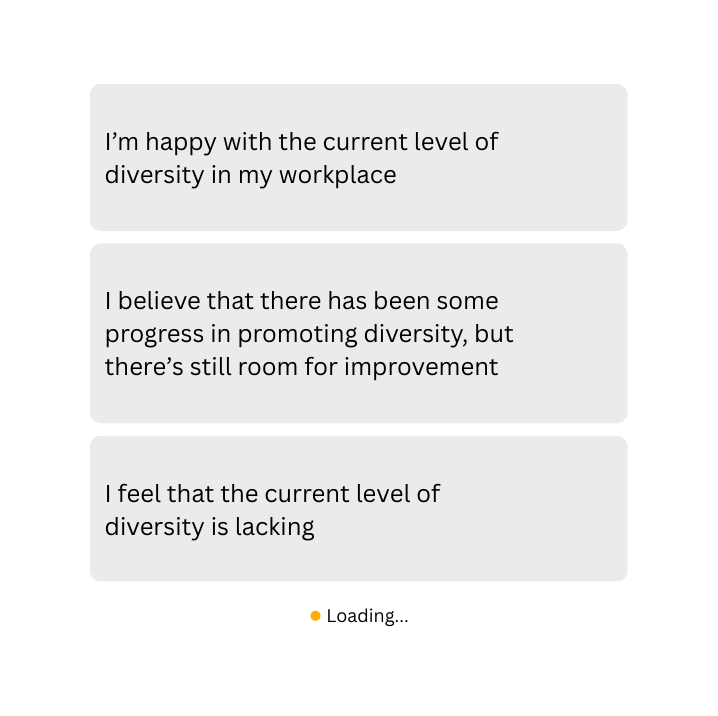 I’m happy with the current level of
diversity in my workplace
I believe that there has been some
progress in promoting diversity, but
there’s still room for improvement
I feel that the current level of
diversity is lacking
Loading...